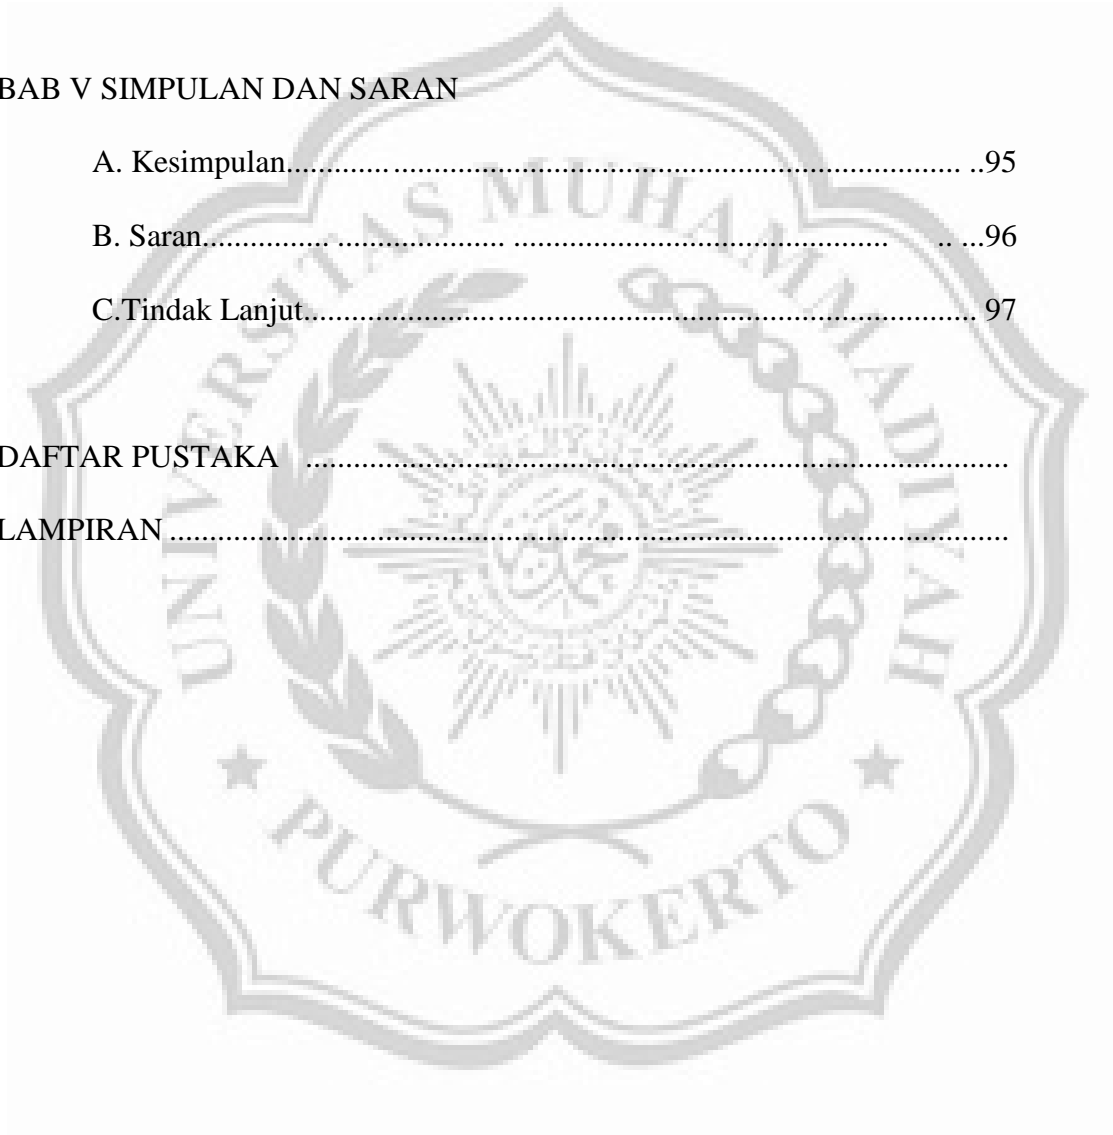 BAB V SIMPULAN DAN SARAN
A. Kesimpulan............. ........................................................................ ..95
B. Saran................ ..................... ............................................... .. ...96
C.Tindak Lanjut..................................................................................... 97
DAFTAR PUSTAKA .........................................................................................
LAMPIRAN ..........................................................................................................
UNIVERSITAS MUHAMMADIYAH
PURWOKERTO